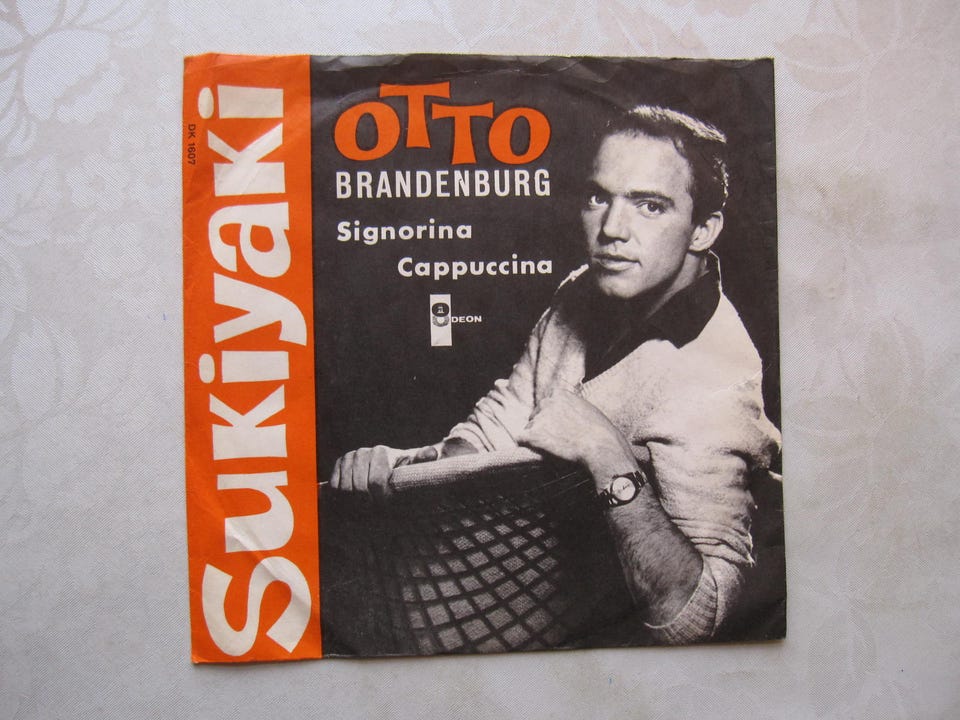 Sukiyaki
DK 1607
OTTO
BRANDENBURG
Signorina
Cappuccina
ODEON